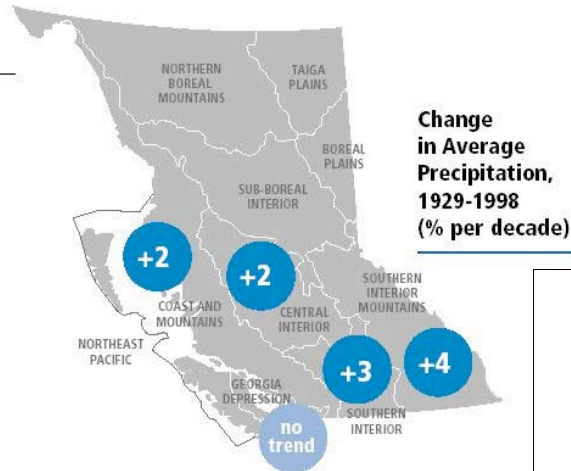 NORTHERN
BOREAL
MOUNTAINS
TAIGA
PLAINS
Change
in Average
Precipitation,
1929-1998
(% per decade)
BOREAL
PLAINS
SUB-BOREAL
INTERIOR
+2
+2
COAST AND
MOUNTAINS
CENTRAL
INTERIOR
SOUTHERN
INTERIOR
MOUNTAINS
NORTHEAST
PACIFIC
+3
+4
GEORGIA
DEPRESSION
SOUTHERN
INTERIOR
no
trend